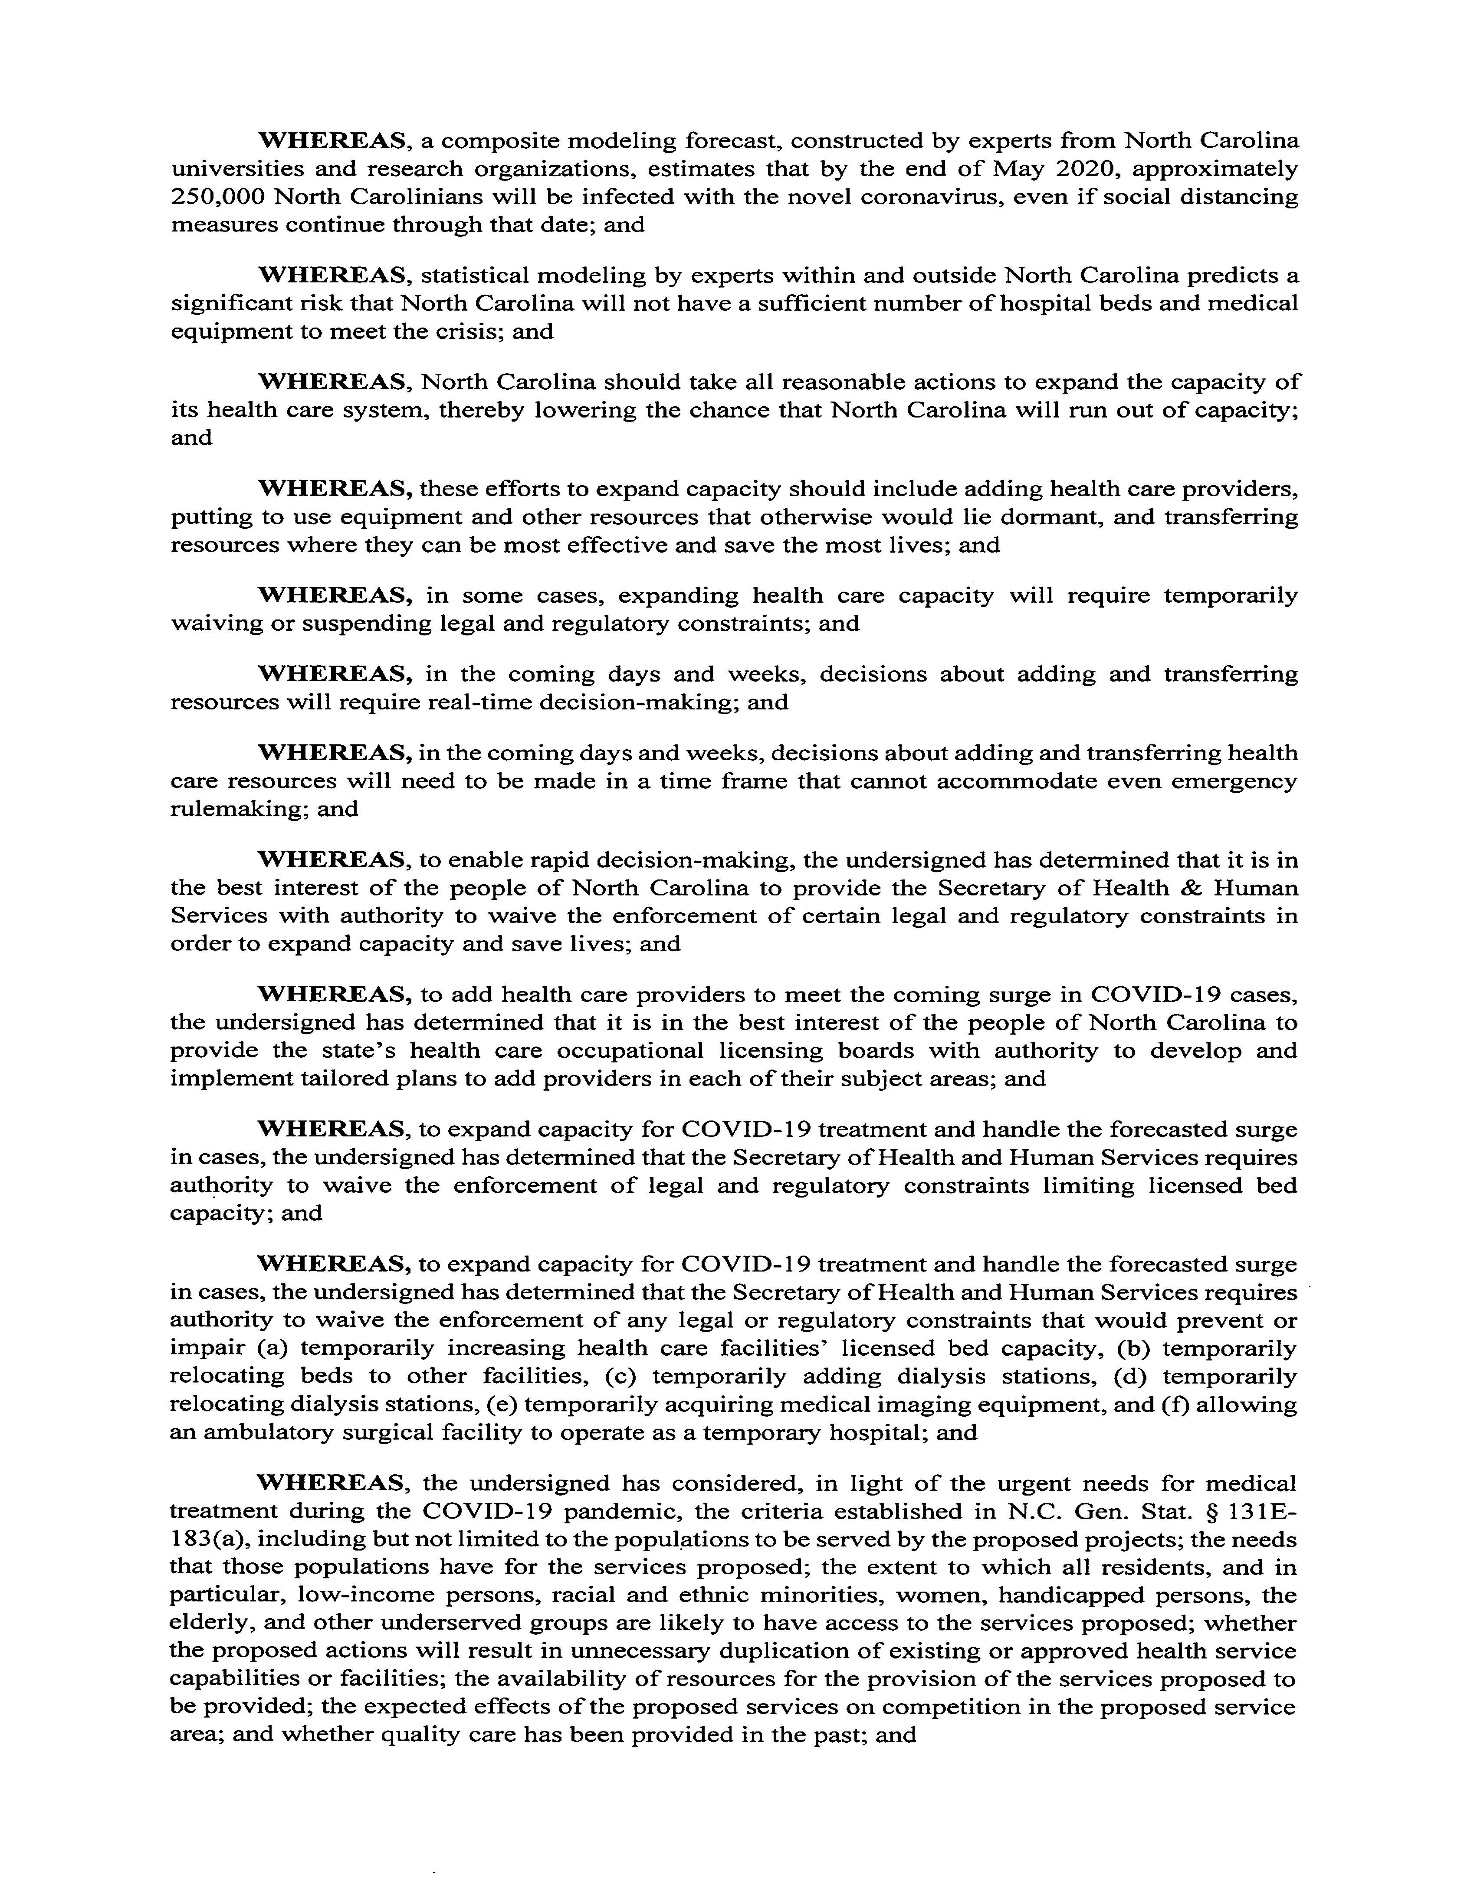 WHEREAS, a composite modeling forecast, constructed by experts from North Carolina
universities and research organizations, estimates that by the end of May 2020, approximately
250,000 North Carolinians will be infected with the novel coronavirus, even if social distancing
measures continue through that date; and
WHEREAS, statistical modeling by experts within and outside North Carolina predicts a
significant risk that North Carolina will not have a sufficient number of hospital beds and medical
equipment to meet the crisis; and
WHEREAS, North Carolina should take all reasonable actions to expand the capacity of
its health care system, thereby lowering the chance that North Carolina will run out of capacity;
and
WHEREAS, these efforts to expand capacity should include adding health care providers,
putting to use equipment and other resources that otherwise would lie dormant, and transferring
resources where they can be most effective and save the most lives; and
WHEREAS, in some cases, expanding health care capacity will require temporarily
waiving or suspending legal and regulatory constraints; and
WHEREAS, in the coming days and weeks, decisions about adding and transferring
resources will require real-time decision-making; and
WHEREAS, in the coming days and weeks, decisions about adding and transferring health
care resources will need to be made in a time frame that cannot accommodate even emergency
rulemaking; and
WHEREAS, to enable rapid decision-making, the undersigned has determined that it is in
the best interest of the people of North Carolina to provide the Secretary of Health & Human
Services with authority to waive the enforcement of certain legal and regulatory constraints in
order to expand capacity and save lives; and
WHEREAS, to add health care providers to meet the coming surge in COVID-19 cases,
the undersigned has determined that it is in the best interest of the people of North Carolina to
provide the state's health care occupational licensing boards with authority to develop and
implement tailored plans to add providers in each of their subject areas; and
WHEREAS, to expand capacity for COVID-19 treatment and handle the forecasted surge
in cases, the undersigned has determined that the Secretary of Health and Human Services requires
authority to waive the enforcement of legal and regulatory constraints limiting licensed bed
capacity; and
WHEREAS, to expand capacity for COVID-19 treatment and handle the forecasted surge
in cases, the undersigned has determined that the Secretary of Health and Human Services requires
authority to waive the enforcement of any legal or regulatory constraints that would prevent or
impair (a) temporarily increasing health care facilities' licensed bed capacity, (b) temporarily
relocating beds to other facilities, (c) temporarily adding dialysis stations, (d) temporarily
relocating dialysis stations, (e) temporarily acquiring medical imaging equipment, and (f) allowing
an ambulatory surgical facility to operate as a temporary hospital; and
WHEREAS, the undersigned has considered, in light of the urgent needs for medical
treatment during the COVID-19 pandemic, the criteria established in N.C. Gen. Stat. § 131E-
183(a), including but not limited to the populations to be served by the proposed projects; the needs
that those populations have for the services proposed; the extent to which all residents, and in
particular, low-income persons, racial and ethnic minorities, women, handicapped persons, the
elderly, and other underserved groups are likely to have access to the services proposed; whether
the proposed actions will result in unnecessary duplication of existing or approved health service
capabilities or facilities; the availability of resources for the provision of the services proposed to
be provided; the expected effects of the proposed services on competition in the proposed service
area; and whether quality care has been provided in the past; and